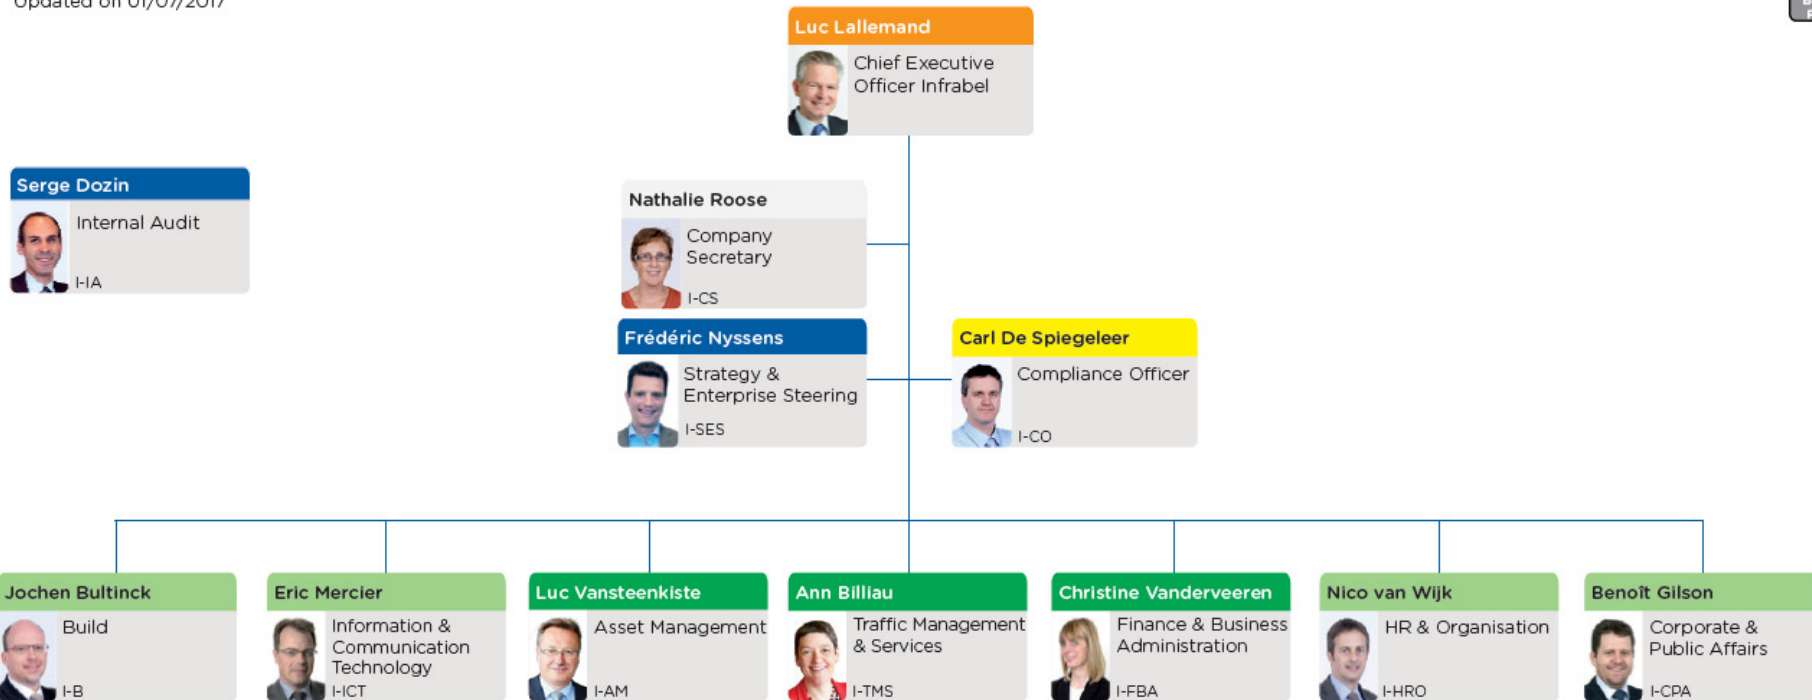 Updated on 01/07/2017
Luc Lallemand
Chief Executive
Officer Infrabel
Serge Dozin
Internal Audit
I-IA
Nathalie Roose
Company
Secretary
I-CS
Frédéric Nyssens
Strategy &
Enterprise Steering
I-SES
Carl De Spiegeleer
Compliance Officer
I-CO
Jochen Bultinck
Build
I-B
Eric Mercier
Information &
Communication
Technology
I-ICT
Luc Vansteenkiste
Asset Management
I-AM
Ann Billiau
Traffic Management
& Services
I-TMS
Christine Vanderveeren
Finance & Business
Administration
I-FBA
Nico van Wijk
HR & Organisation
I-HRO
Benoît Gilson
Corporate &
Public Affairs
I-CPA